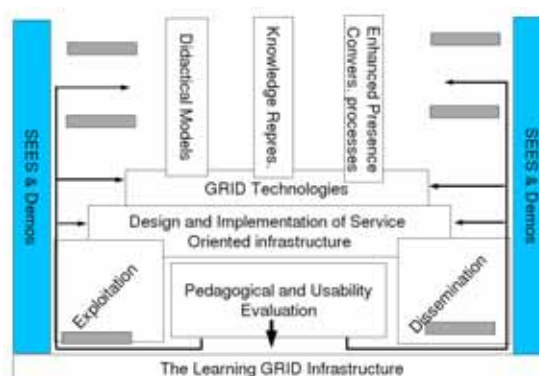 SEES & Demos
Didactical Models
Knowledge Repres.
Enhanced Presence
Convers. processes
SEES & Demos
GRID Technologies
Design and Implementation of Service
Oriented infrastructure
Exploitation
Pedagogical and Usability
Evaluation
Dissemination
The Learning GRID Infrastructure